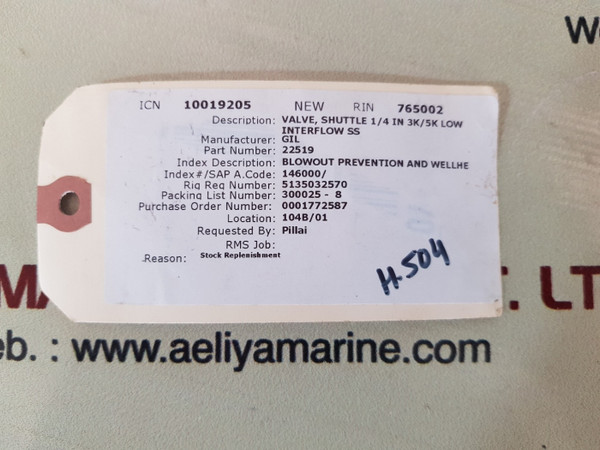 W
ICN 10019205 NEW RIN 765002
Description: VALVE, SHUTTLE 1/4 IN 3K/5K LOW
INTERFLOW SS
Manufacturer: GIL
Part Number: 22519
Index Description: BLOWOUT PREVENTION AND WELLHE
Index#/SAP A.Code: 146000/
Rig Req Number: 5135032570
Packing List Number: 300025 - 8
Purchase Order Number: 0001772587
Location: 104B/01
Requested By: Pillai
RMS Job:
Reason: Stock Replenishment
H-504
MA . LT
eb. : www.aeliyamarine.com